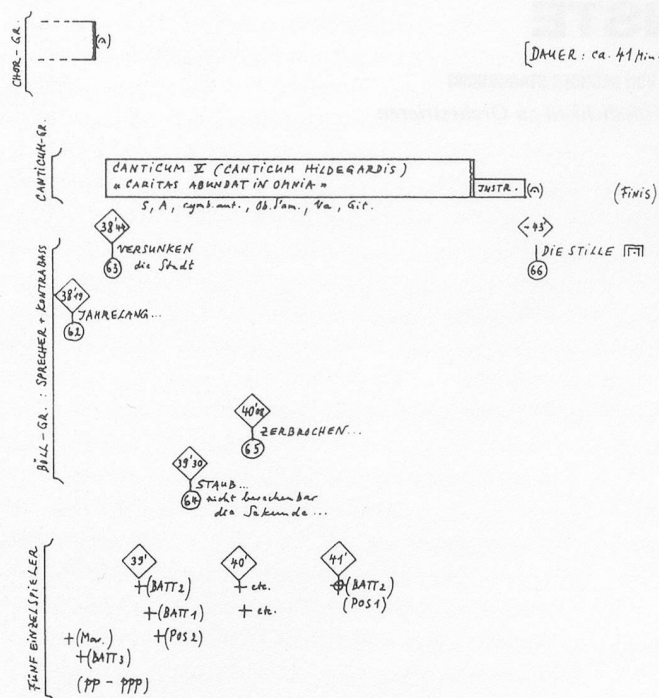 CHOR-GR.
[DAUER: ca. 41 Min
CANTICUM-GR.
CANTICUM V (CANTICUM HILDEGARDIS)
" CARITAS ABUNDAT IN OMNIA "
INSTR.
(FINIS)
S, A, cymb. ant., Ob. d'am., Va, Git.
BÖLL-GR.: SPRECHER + KONTRABASS
38'44
VERSUNKEN
die Stadt
63
~43'
DIE STILLE
66
38'19
JAHRELANG...
62
40'08
ZERBROCHEN...
65
39'30
STAUB...
nicht berechenbar
die Sekunde...
64
FÜNF EINZELSPIELER
39'
40'
41'
+(BATT2)
+ etc.
(BATT2)
+(BATT1)
+ etc.
(POS1)
+(Mar.)
+(POS2)
+(BATT3)
(pp - ppp)